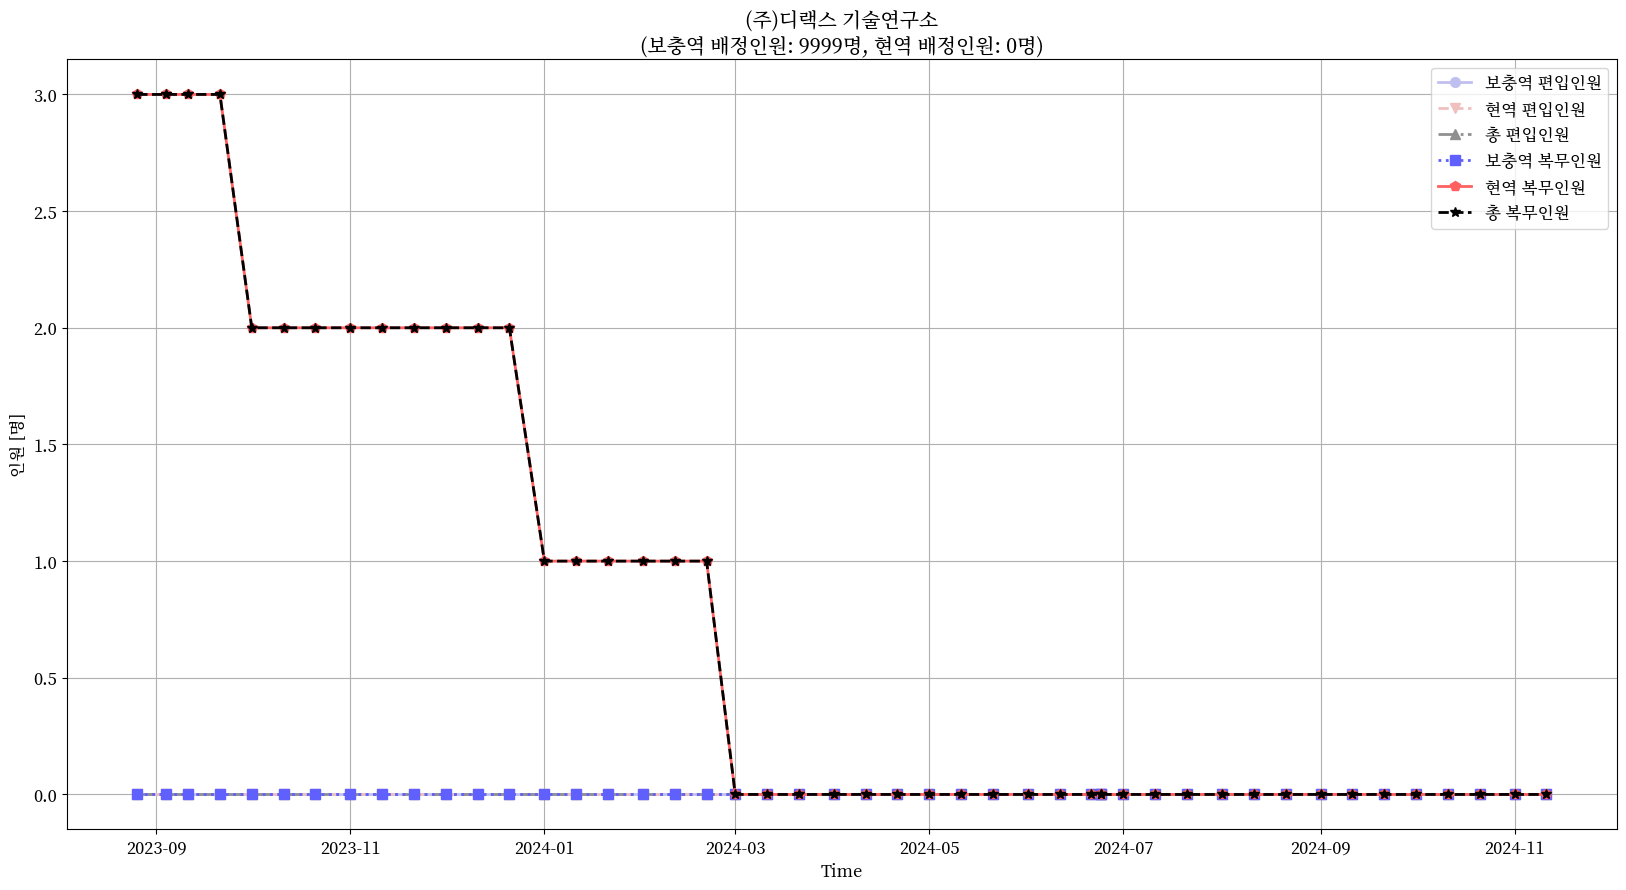 (주)디랙스 기술연구소
(보충역 배정인원: 9999명, 현역 배정인원: 0명)
보충역 편입인원
현역 편입인원
총 편입인원
보충역 복무인원
현역 복무인원
총 복무인원
인원 [명]
3.0
2.5
2.0
1.5
1.0
0.5
0.0
2023-09 2023-11 2024-01 2024-03 2024-05 2024-07 2024-09 2024-11
Time